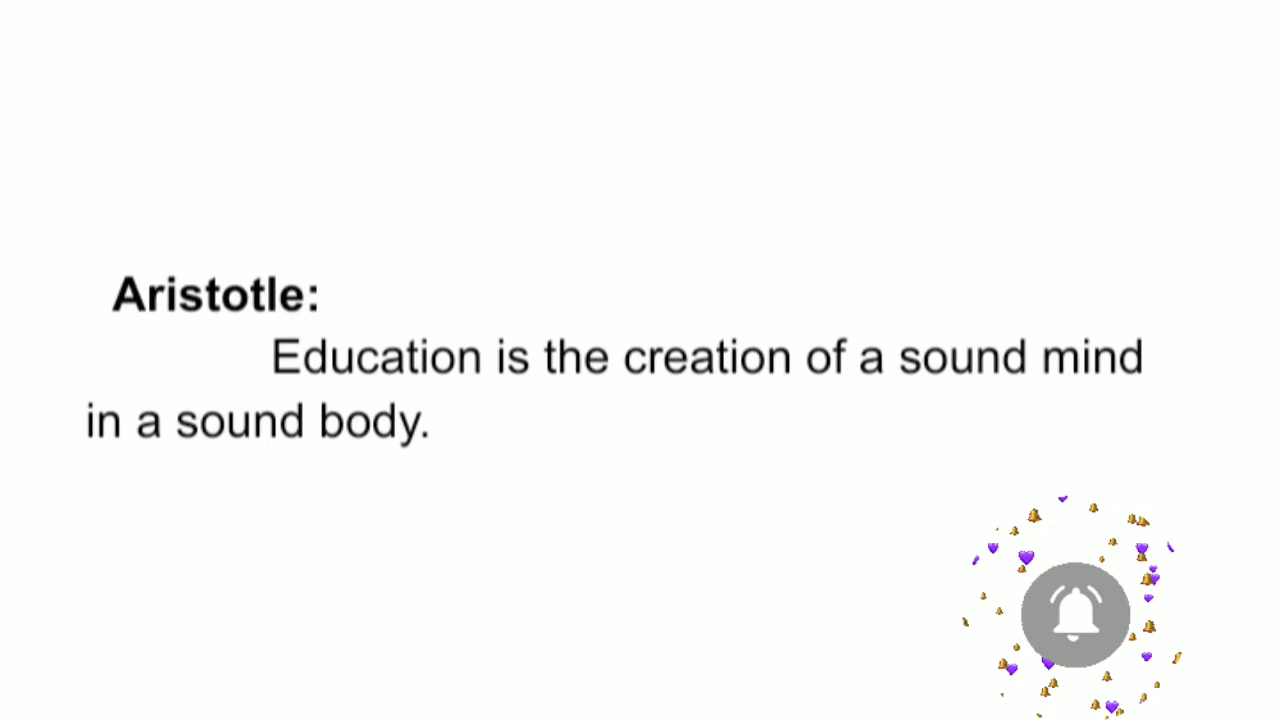 Aristotle:
Education is the creation of a sound mind
in a sound body.